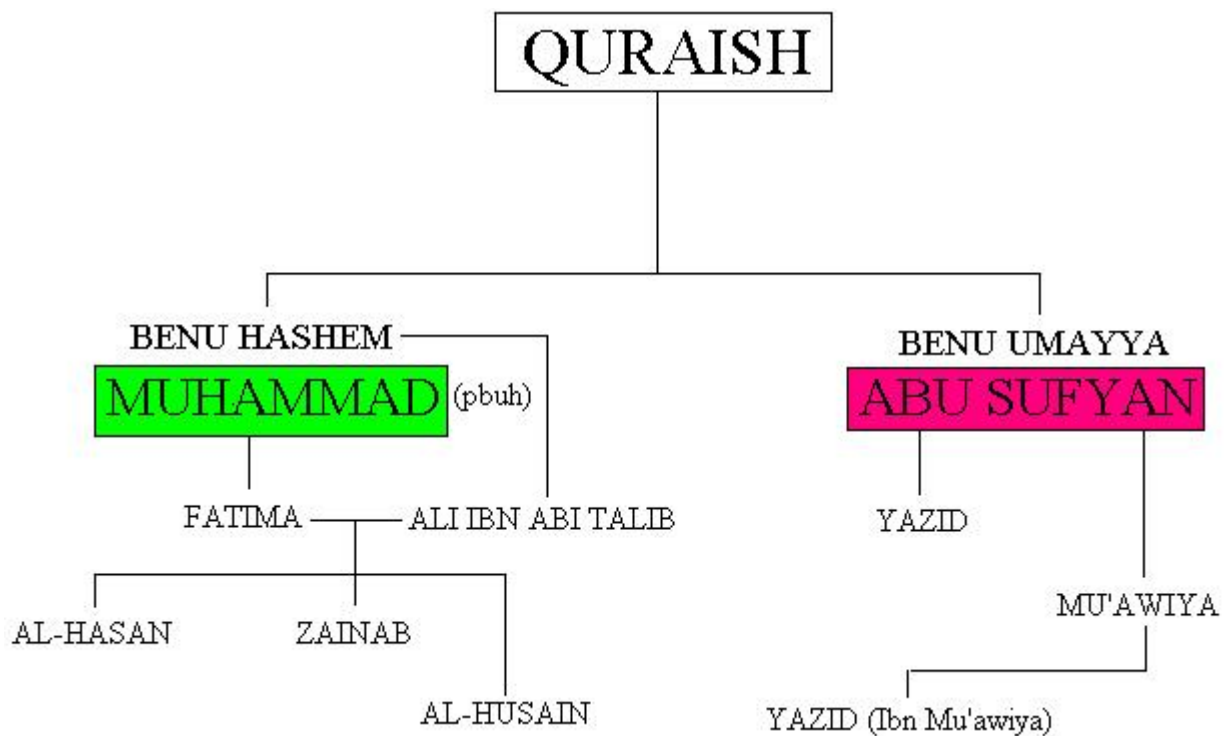 QURAISH
BENU HASHEM
MUHAMMAD (pbuh)
BENU UMAYYA
ABU SUFYAN
FATIMA
ALI IBN ABI TALIB
YAZID
AL-HASAN
ZAINAB
MU'AWIYA
AL-HUSAIN
YAZID (Ibn Mu'awiya)